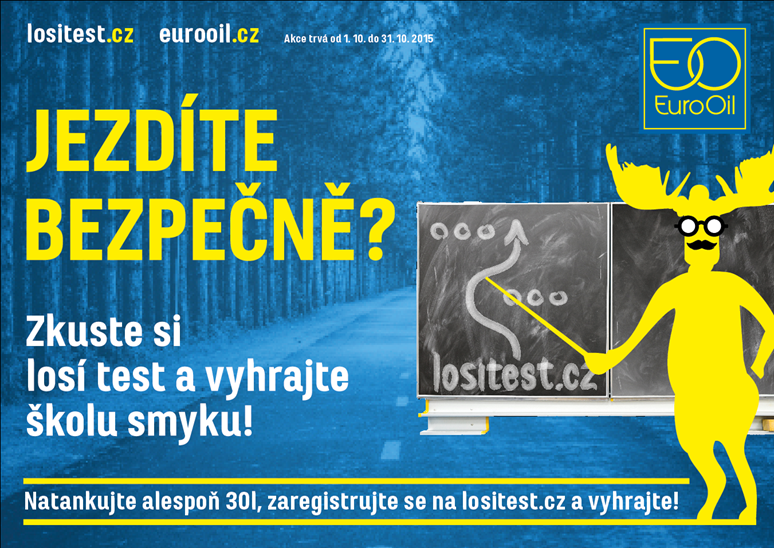 lositest.cz eurooil.cz Akce trvá od 1. 10. do 31. 10. 2015
EuroOil
JEZDÍTE
BEZPEČNĚ?
Zkuste si
losí test a vyhrajte
školu smyku!
lositest.cz
Natankujte alespoň 30l, zaregistrujte se na lositest.cz a vyhrajte!